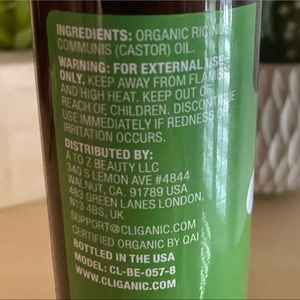 INGREDIENTS: ORGANIC RICINUS
COMMUNIS (CASTOR) OIL.
WARNING: FOR EXTERNAL USE
ONLY. KEEP AWAY FROM FLAME
AND HIGH HEAT. KEEP OUT OF
REACH OF CHILDREN. DISCONTINUE
USE IMMEDIATELY IF REDNESS OR
IRRITATION OCCURS.
DISTRIBUTED BY:
A TO Z BEAUTY LLC
340 S LEMON AVE #4844
WALNUT, CA. 91789 USA
483 GREEN LANES LONDON,
N13 4BS, UK
SUPPORT@CLIGANIC.COM
CERTIFIED ORGANIC BY QAI
BOTTLED IN THE USA
MODEL: CL-BE-057-8
WWW.CLIGANIC.COM